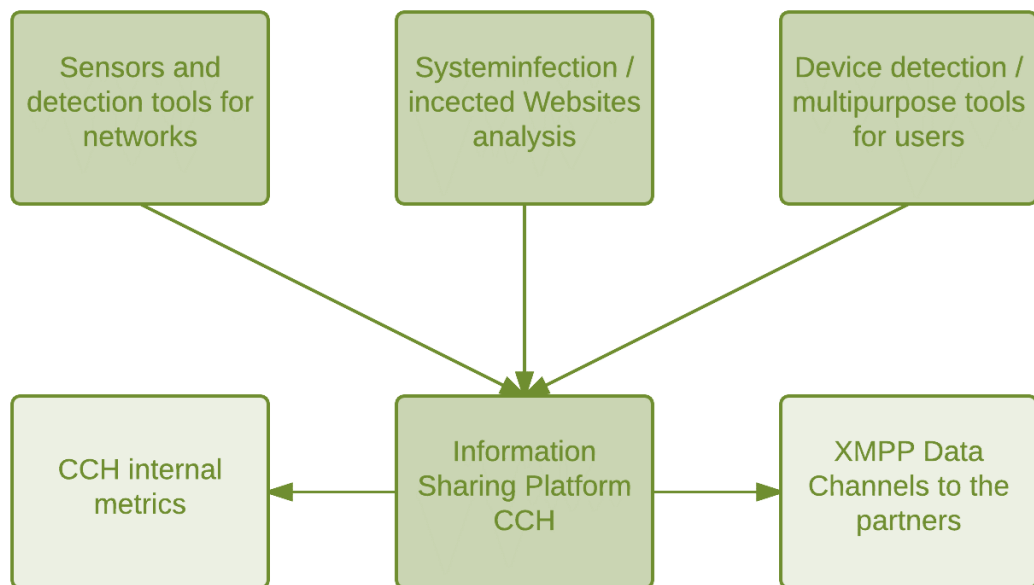 Sensors and
detection tools for
networks
Systeminfection /
incected Websites
analysis
Device detection /
multipurpose tools
for users
CCH internal
metrics
Information
Sharing Platform
CCH
XMPP Data
Channels to the
partners